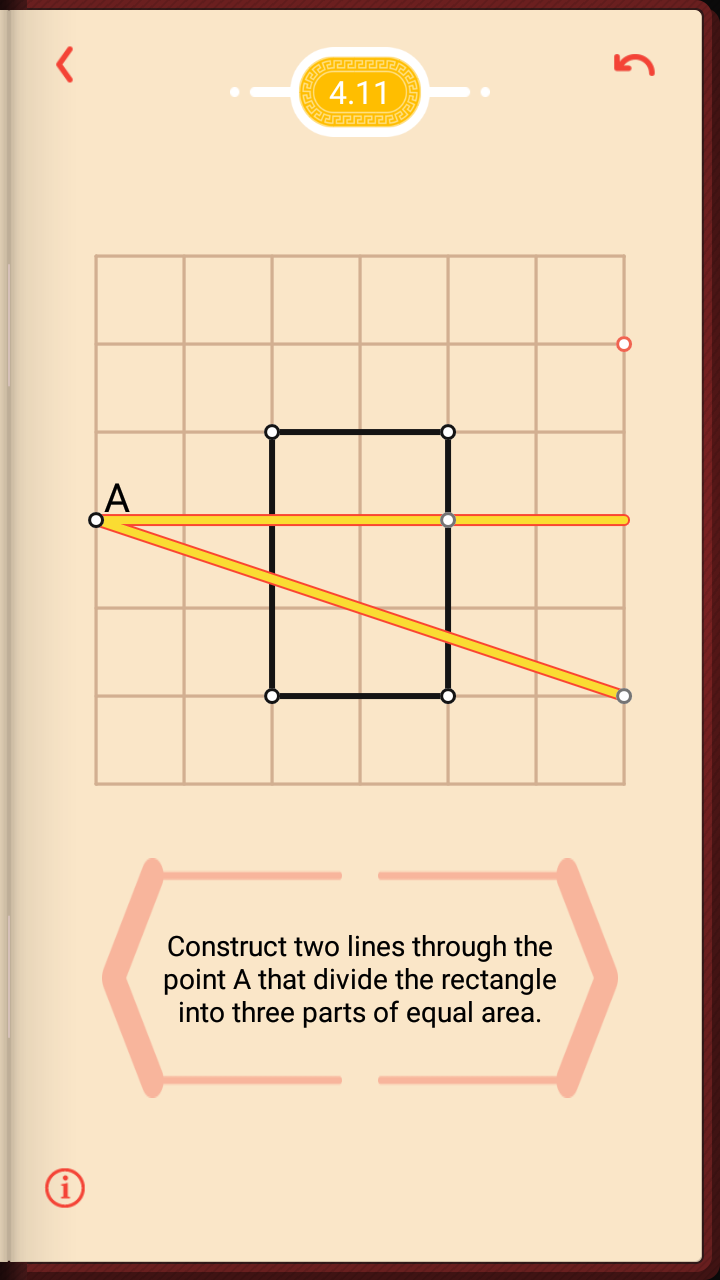 4.11
A
Construct two lines through the
point A that divide the rectangle
into three parts of equal area.